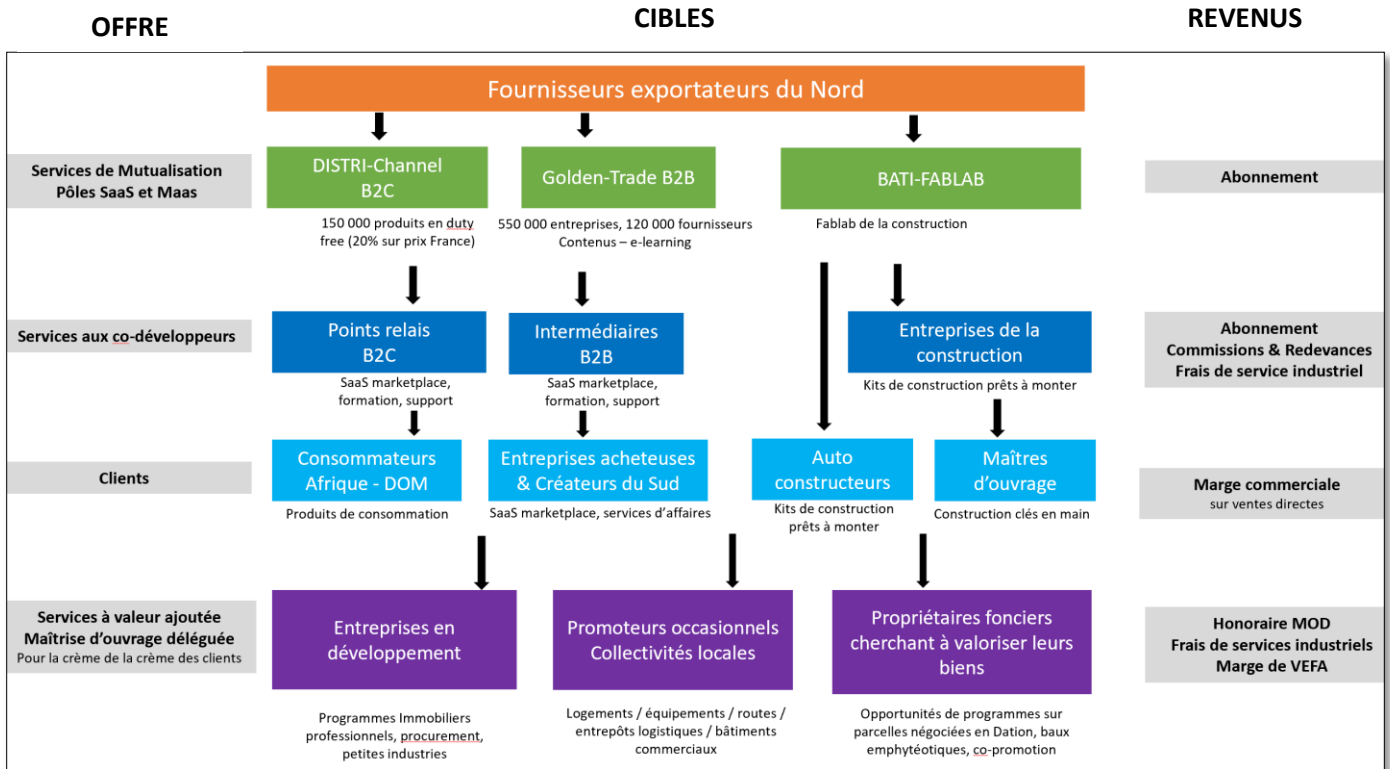 OFFRE
CIBLES
REVENUS
Fournisseurs exportateurs du Nord
Services de Mutualisation
Pôles SaaS et Maas
DISTRI-Channel
B2C
Golden-Trade B2B
BATI-FABLAB
Abonnement
150 000 produits en duty
free (20% sur prix France)
550 000 entreprises, 120 000 fournisseurs
Contenus – e-learning
Fablab de la construction
Services aux co-développeurs
Points relais
B2C
Intermédiaires
B2B
Entreprises de la
construction
Abonnement
Commissions & Redevances
Frais de service industriel
SaaS marketplace,
formation, support
SaaS marketplace,
formation, support
Kits de construction prêts à monter
Clients
Consommateurs
Afrique - DOM
Entreprises acheteuses
& Créateurs du Sud
Auto
constructeurs
Maîtres
d’ouvrage
Marge commerciale
sur ventes directes
Produits de consommation
SaaS marketplace, services d’affaires
Kits de construction
prêts à monter
Construction clés en main
Services à valeur ajoutée
Maîtrise d’ouvrage déléguée
Pour la crème de la crème des clients
Entreprises en
développement
Promoteurs occasionnels
Collectivités locales
Propriétaires fonciers
cherchant à valoriser leurs
biens
Honoraire MOD
Frais de services industriels
Marge de VEFA
Programmes Immobiliers
professionnels, procurement,
petites industries
Logements / équipements / routes /
entrepôts logistiques / bâtiments
commerciaux
Opportunités de programmes sur
parcelles négociées en Dation, baux
emphytéotiques, co-promotion